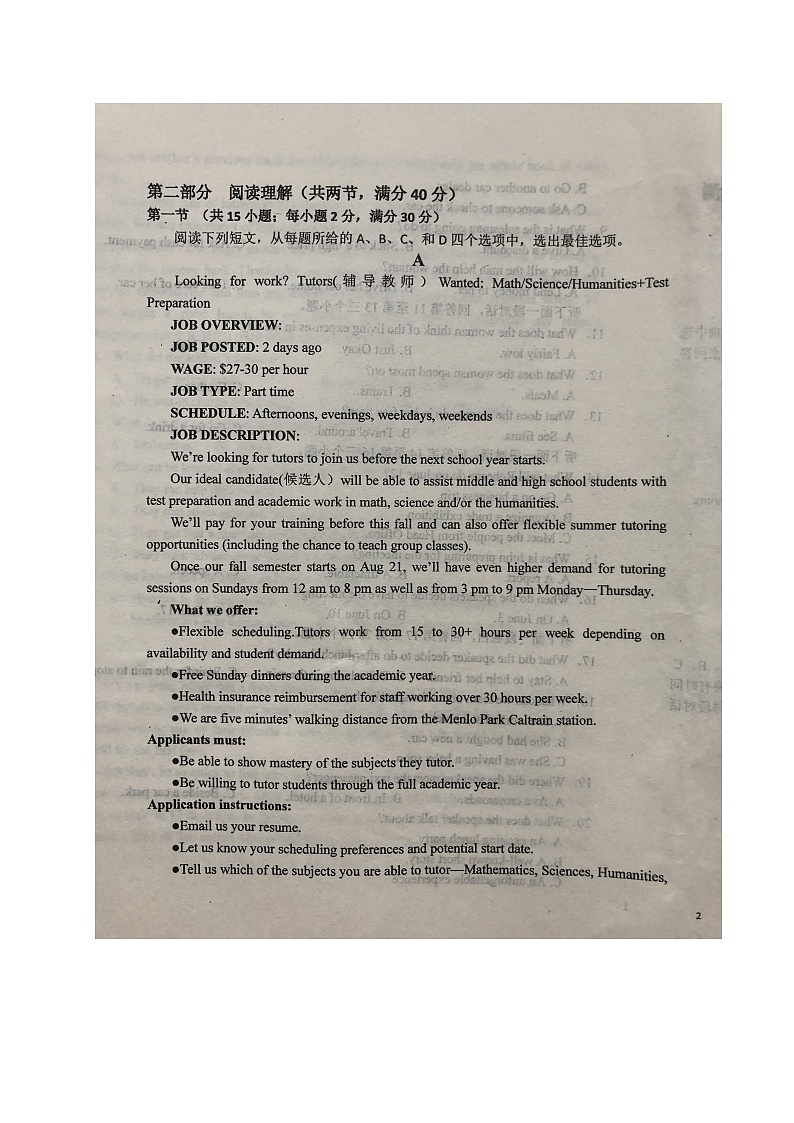 第二部分 阅读理解（共两节，满分 40 分）
第一节 （共 15 小题；每小题 2 分，满分 30 分）
阅读下列短文，从每题所给的 A、B、C、和 D 四个选项中，选出最佳选项。
A
Looking for work? Tutors( 辅 导 教 师 ) Wanted: Math/Science/Humanities+Test
Preparation
JOB OVERVIEW:
JOB POSTED: 2 days ago
WAGE: $27-30 per hour
JOB TYPE: Part time
SCHEDULE: Afternoons, evenings, weekdays, weekends
JOB DESCRIPTION:
We're looking for tutors to join us before the next school year starts.
Our ideal candidate(候选人）will be able to assist middle and high school students with
test preparation and academic work in math, science and/or the humanities.
We'll pay for your training before this fall and can also offer flexible summer tutoring
opportunities (including the chance to teach group classes).
Once our fall semester starts on Aug 21, we'll have even higher demand for tutoring
sessions on Sundays from 12 am to 8 pm as well as from 3 pm to 9 pm Monday—Thursday.
What we offer:
●Flexible scheduling.Tutors work from 15 to 30+ hours per week depending on
availability and student demand.
●Free Sunday dinners during the academic year.
●Health insurance reimbursement for staff working over 30 hours per week.
●We are five minutes' walking distance from the Menlo Park Caltrain station.
Applicants must:
●Be able to show mastery of the subjects they tutor.
●Be willing to tutor students through the full academic year.
Application instructions:
●Email us your resume.
●Let us know your scheduling preferences and potential start date.
●Tell us which of the subjects you are able to tutor—Mathematics, Sciences, Humanities,
2